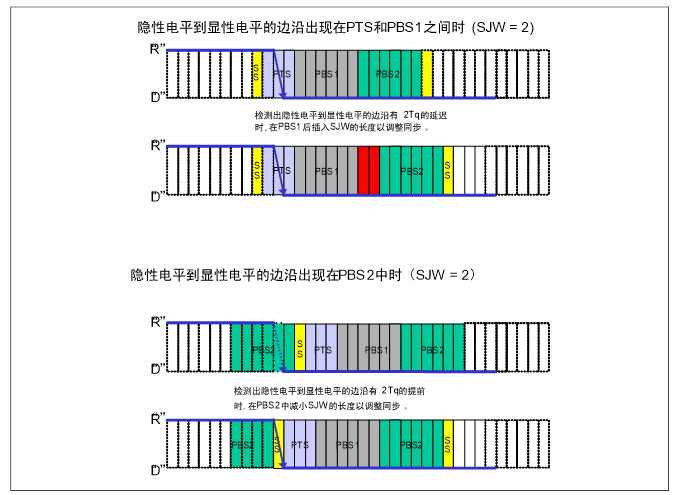 隐性电平到显性电平的边沿出现在PTS和PBS1之间时 (SJW = 2)
"R"
SS PTS PBS1 PBS2
"D"
检测出隐性电平到显性电平的边沿有 2Tq的延迟
时, 在PBS1后插入SJW的长度以调整同步 。
"R"
SS PTS PBS1 PBS2 SS
"D"
隐性电平到显性电平的边沿出现在PBS2中时（SJW = 2）
"R"
PBS2 SS PTS PBS1 PBS2
"D"
检测出隐性电平到显性电平的边沿有 2Tq的提前
时, 在PBS2中减小SJW的长度以调整同步 。
"R"
PBS2 SS PTS PBS1 PBS2 SS
"D"